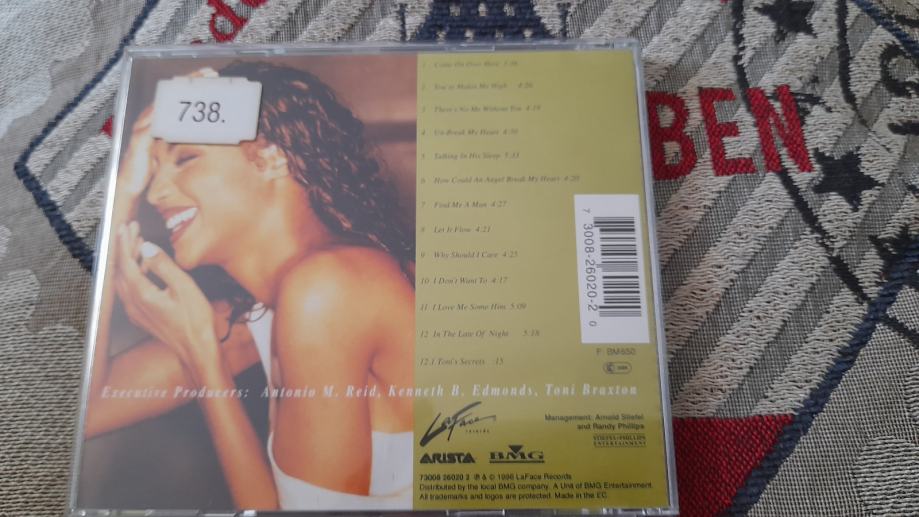 738.
1 Come On Over Here 3:36
2 You're Makin Me High 4:26
3 There's No Me Without You 4:19
4 Un-Break My Heart 4:30
5 Talking In His Sleep 5:33
6 How Could An Angel Break My Heart 4:20
7 Find Me A Man 4:27
8 Let It Flow 4:21
9 Why Should I Care 4:25
10 I Don't Want To 4:17
11 I Love Me Some Him 5:09
12 In The Late Of Night 5:18
12.1 Toni's Secrets :15
7 3008-26020-2 0
F: BM650
Executive Producers: Antonio M. Reid, Kenneth B. Edmonds, Toni Braxton
LaFace
RECORDS
Management: Arnold Stiefel
and Randy Phillips
STIEFEL·PHILLIPS
ENTERTAINMENT
ARISTA BMG
73008 26020 2 ℗ & © 1996 LaFace Records
Distributed by the local BMG company. A Unit of BMG Entertainment.
All trademarks and logos are protected. Made in the EC.
BEN